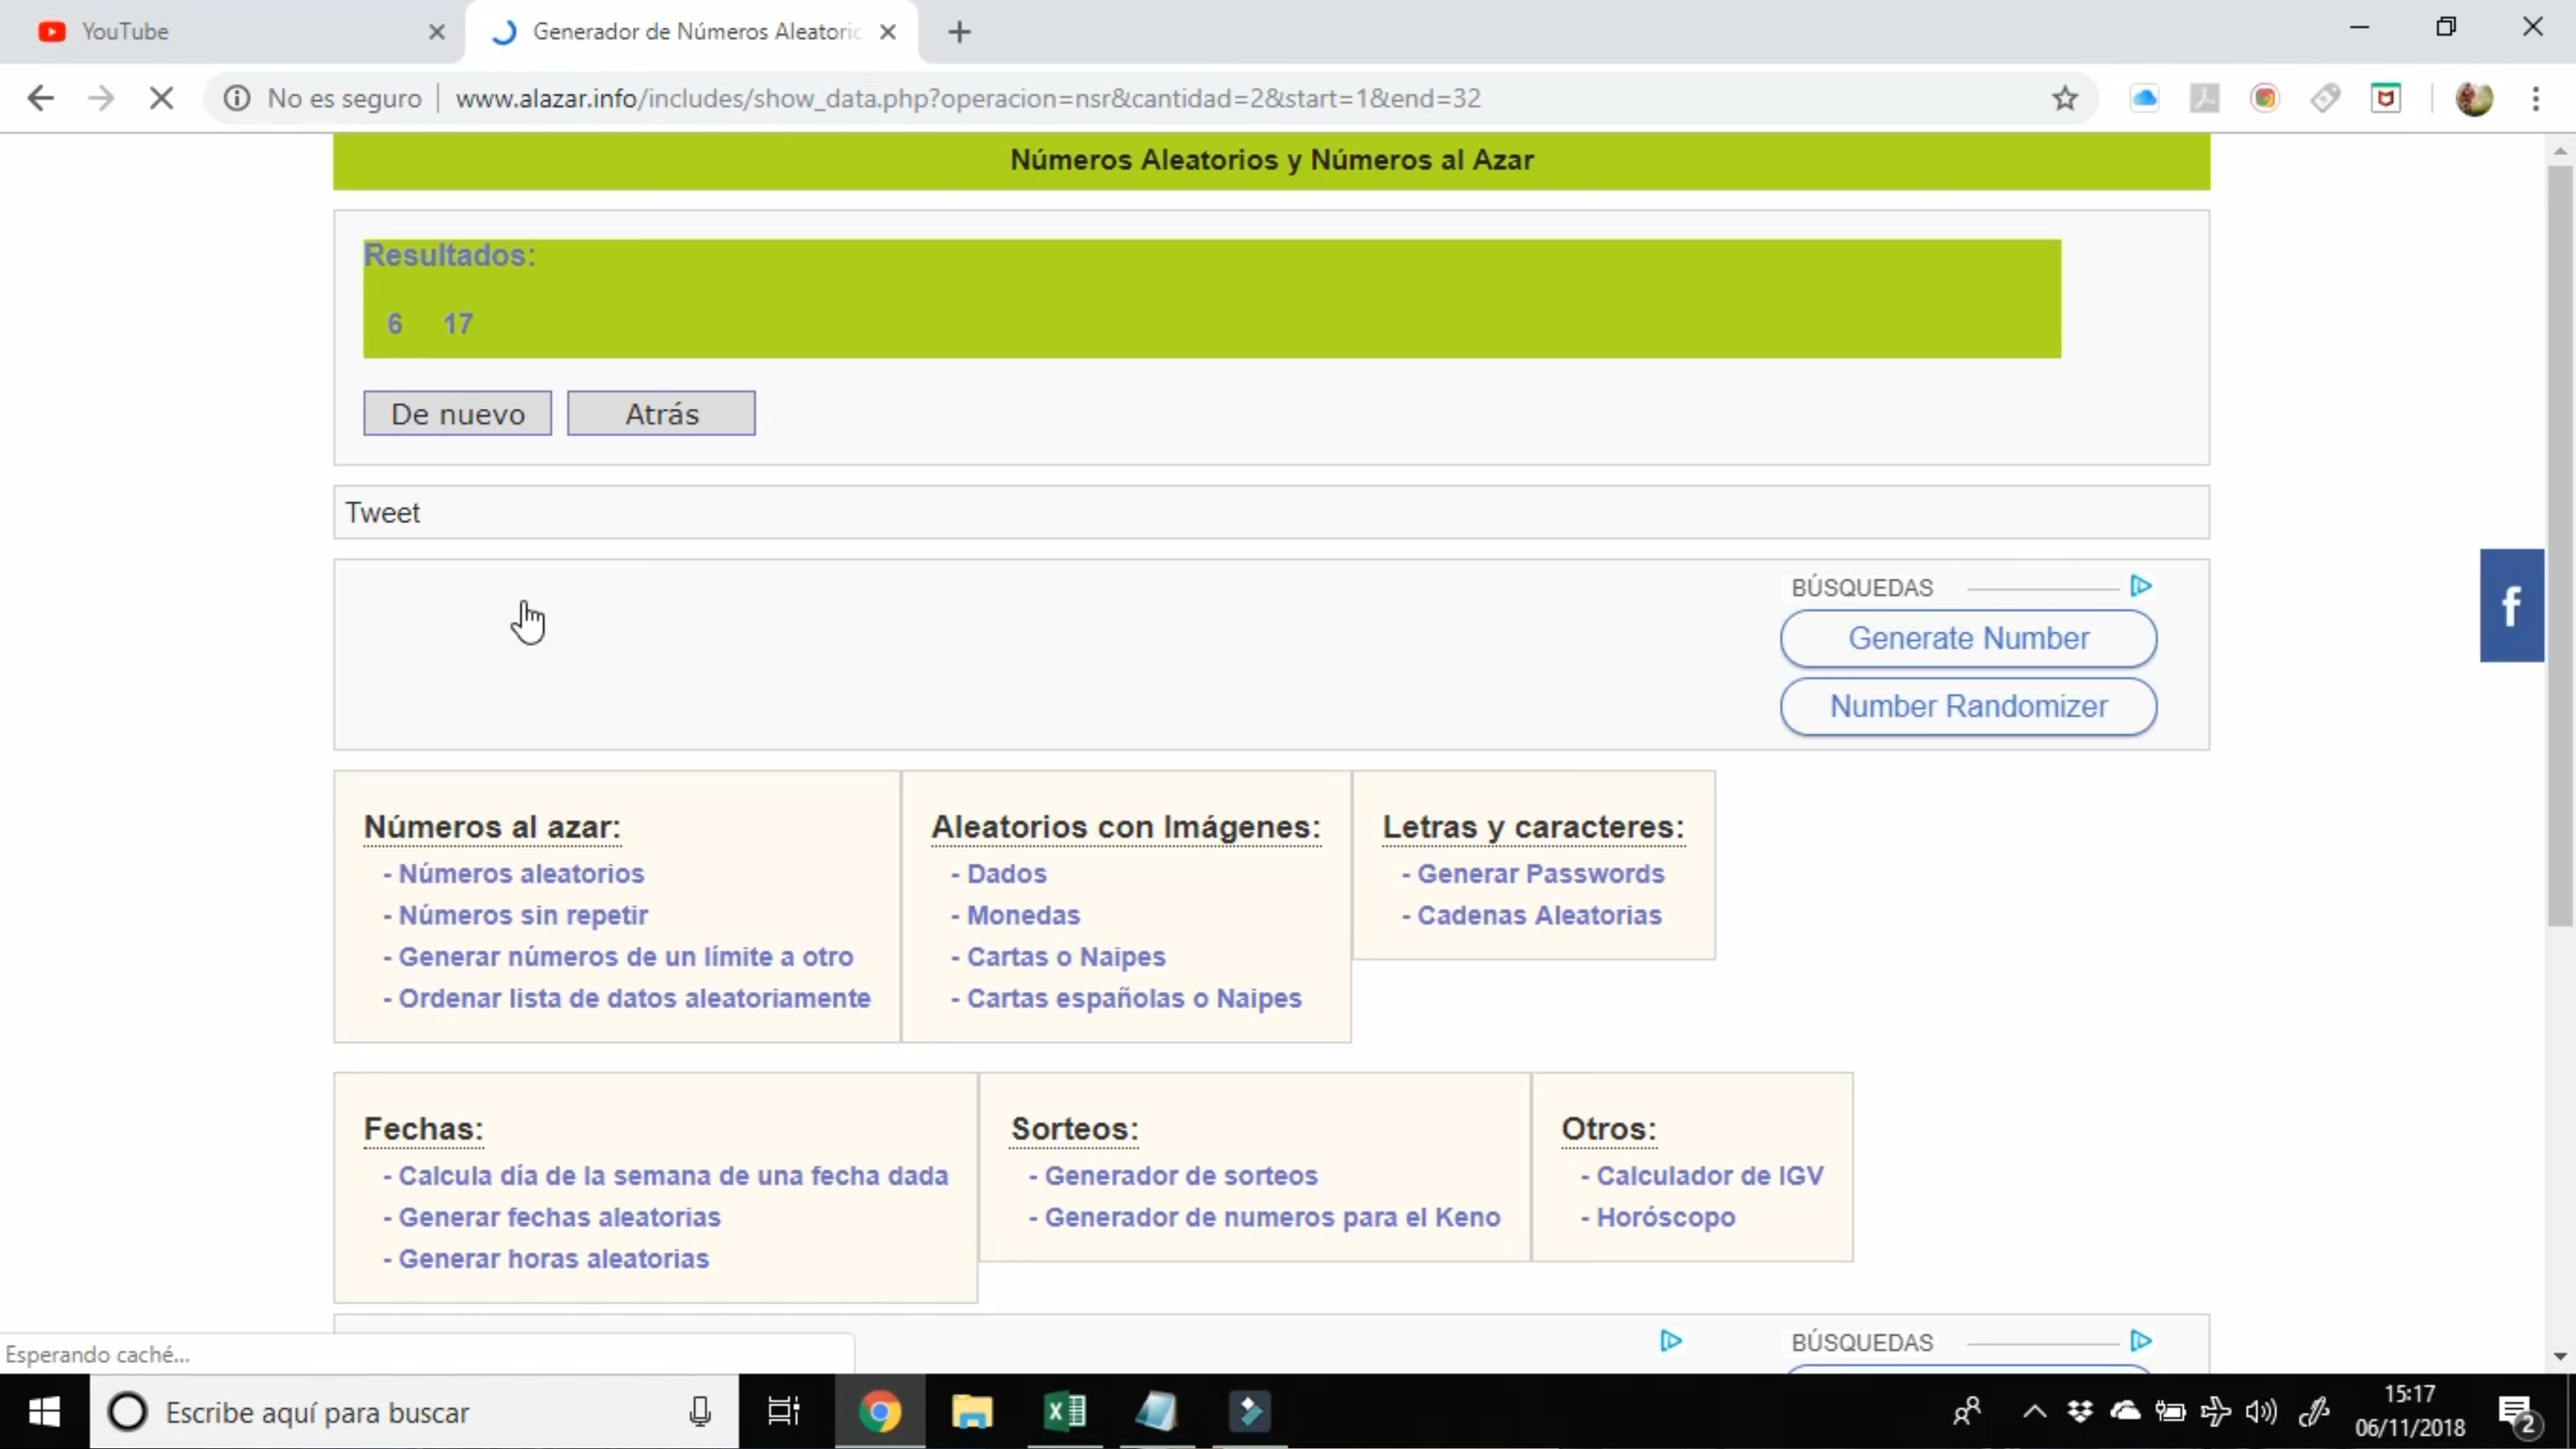 YouTube
Generador de Números Aleatoric
No es seguro
www.alazar.info/includes/show_data.php?operacion=nsr&cantidad=2&start=1&end=32
Números Aleatorios y Números al Azar
Resultados:
6 17
De nuevo Atrás
Tweet
BÚSQUEDAS
Generate Number
Number Randomizer
f
Números al azar:
- Números aleatorios
- Números sin repetir
- Generar números de un límite a otro
- Ordenar lista de datos aleatoriamente
Aleatorios con Imágenes:
- Dados
- Monedas
- Cartas o Naipes
- Cartas españolas o Naipes
Letras y caracteres:
- Generar Passwords
- Cadenas Aleatorias
Fechas:
- Calcula día de la semana de una fecha dada
- Generar fechas aleatorias
- Generar horas aleatorias
Sorteos:
- Generador de sorteos
- Generador de numeros para el Keno
Otros:
- Calculador de IGV
- Horóscopo
BÚSQUEDAS
Esperando caché...
Escribe aquí para buscar
15:17
06/11/2018
2